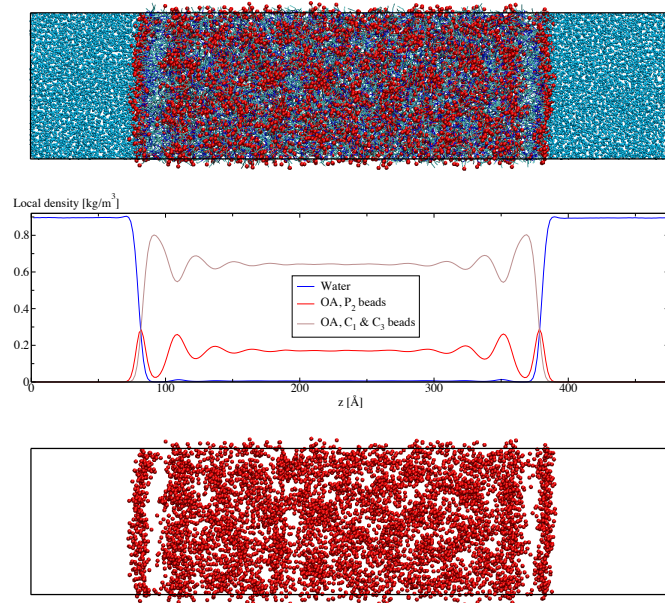 Local density [kg/m³]
0.8
0.6
0.4
0.2
0
Water
OA, P₂ beads
OA, C₁ & C₃ beads
0 100 200 300 400
z [Å]